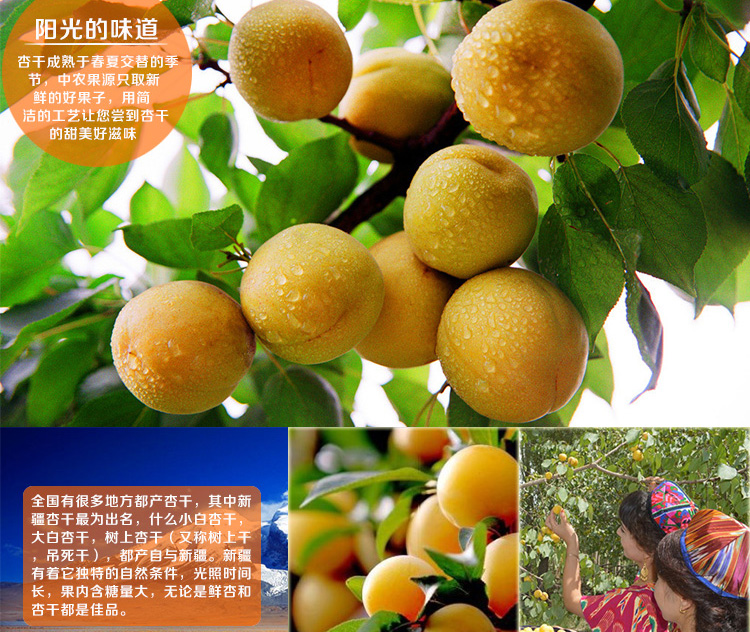 阳光的味道
杏干成熟于春夏交替的季
节，中农果源只取新
鲜的好果子，用简
洁的工艺让您尝到杏干
的甜美好滋味
全国有很多地方都产杏干，其中新
疆杏干最为出名，什么小白杏干，
大白杏干，树上杏干（又称树上干
，吊死干），都产自与新疆。新疆
有着它独特的自然条件，光照时间
长，果内含糖量大，无论是鲜杏和
杏干都是佳品。